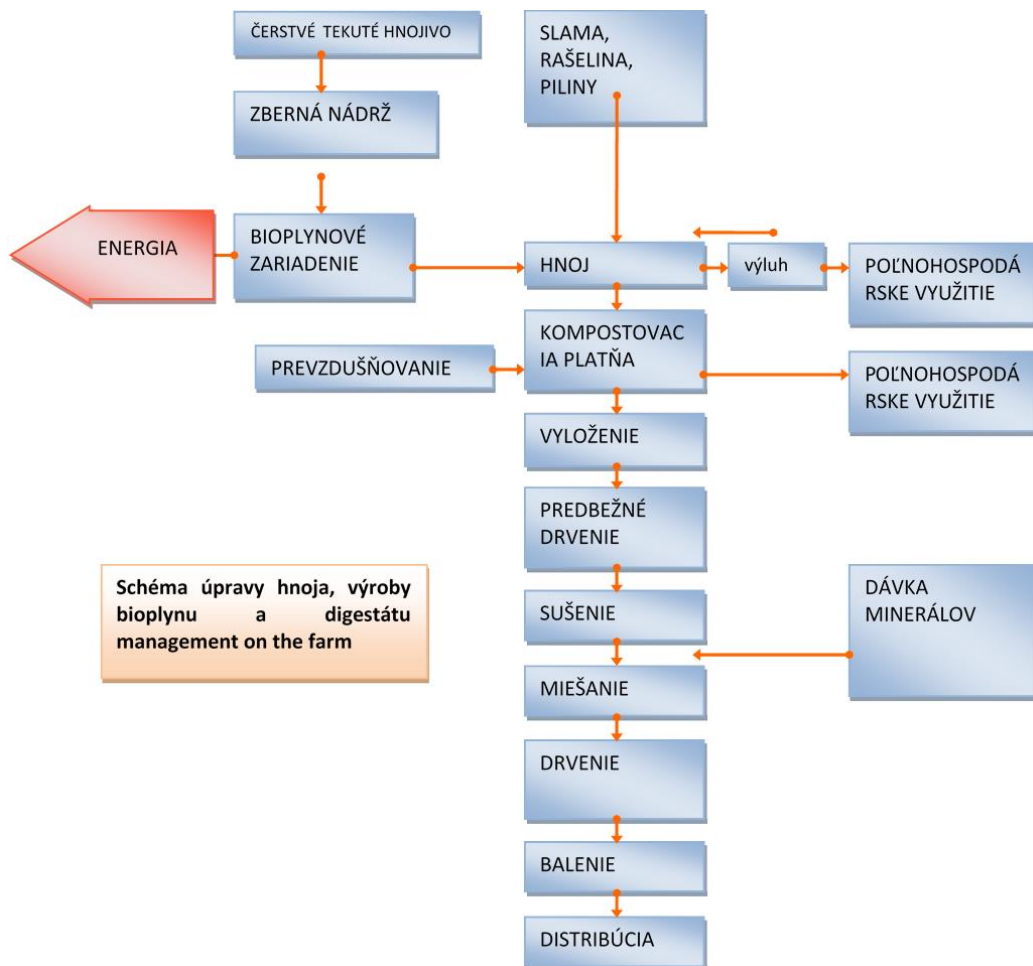 ČERSTVÉ TEKUTÉ HNOJIVO
SLAMA,
RAŠELINA,
PILINY
ZBERNÁ NÁDRŽ
ENERGIA
BIOPLYNOVÉ
ZARIADENIE
HNOJ
výluh
POĽNOHOSPODÁ
RSKE VYUŽITIE
PREVZDUŠŇOVANIE
KOMPOSTOVAC
IA PLATŇA
POĽNOHOSPODÁ
RSKE VYUŽITIE
VYLOŽENIE
PREDBEŽNÉ
DRVENIE
Schéma úpravy hnoja, výroby
bioplynu a digestátu
management on the farm
SUŠENIE
DÁVKA
MINERÁLOV
MIEŠANIE
DRVENIE
BALENIE
DISTRIBÚCIA